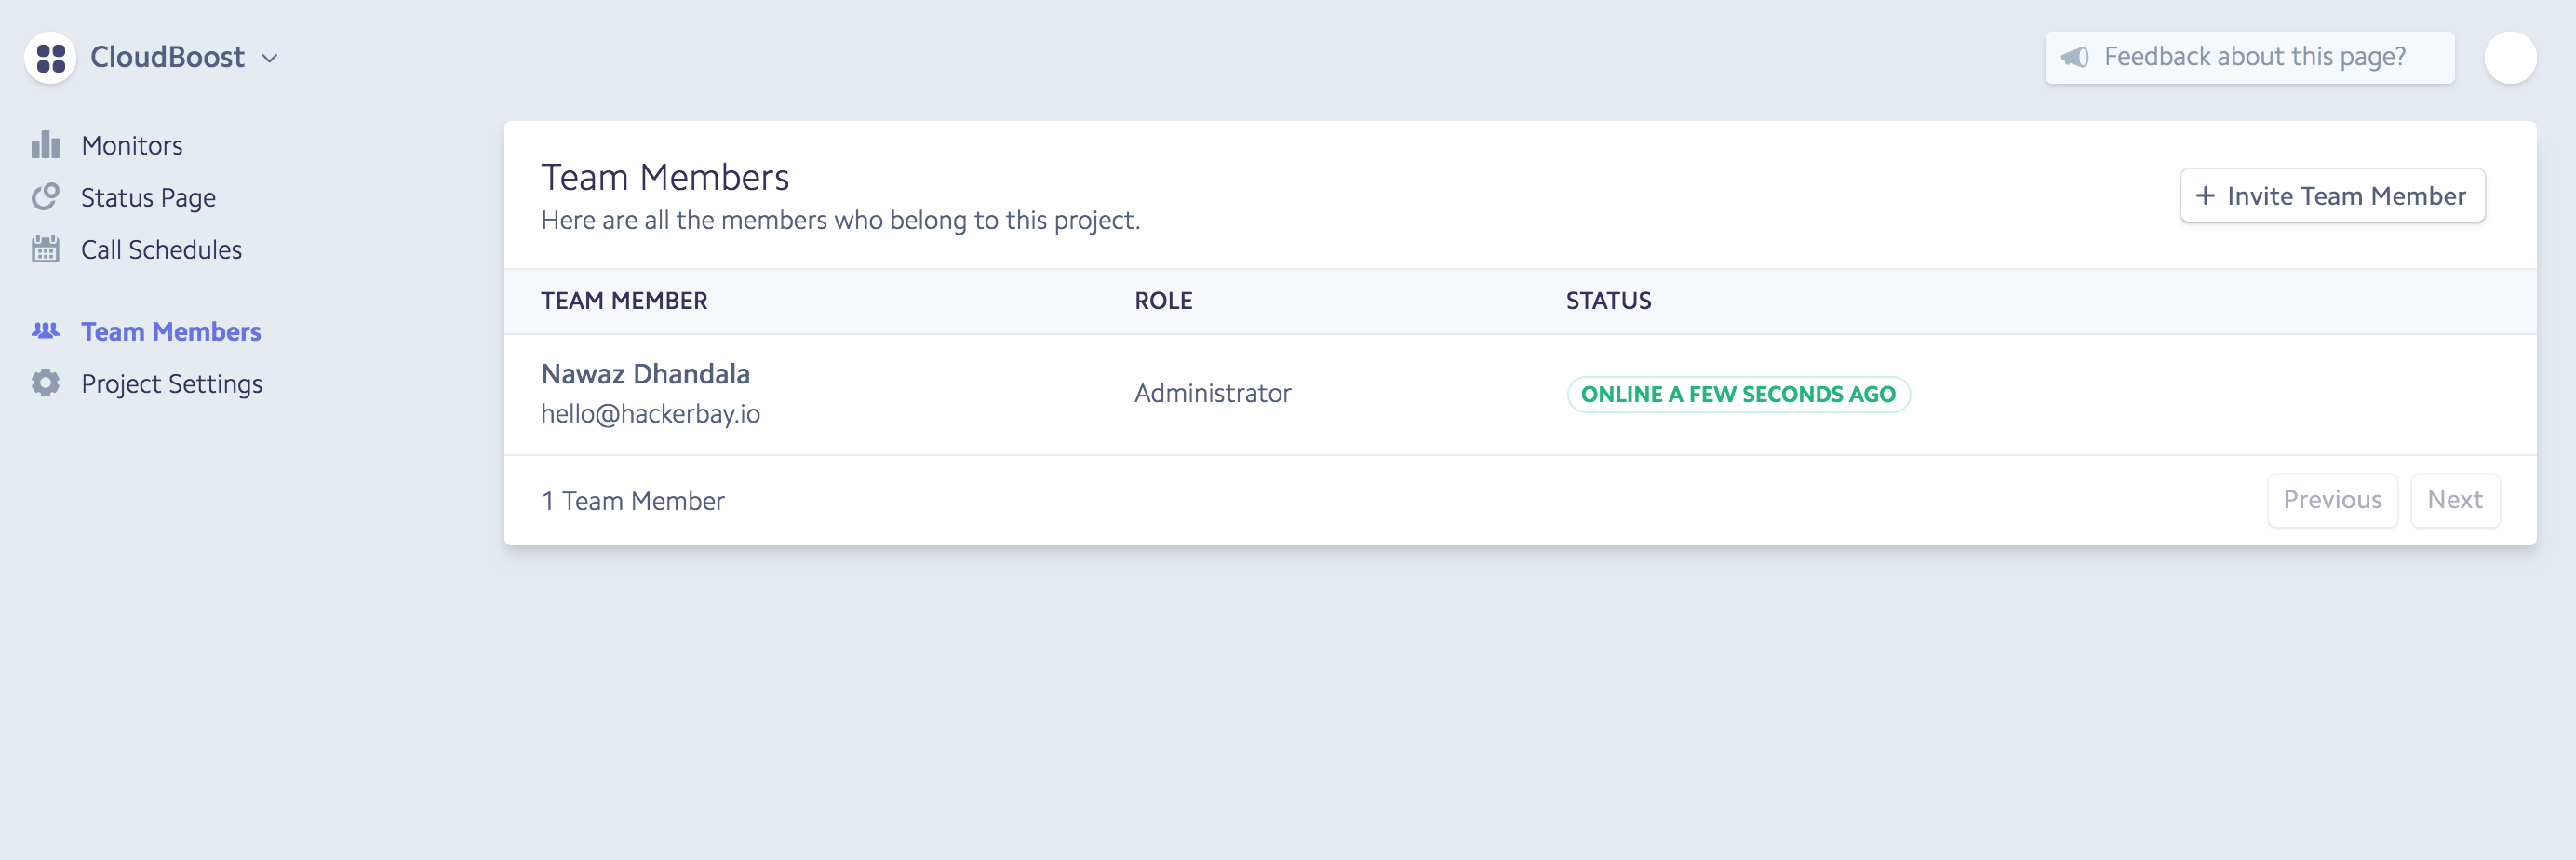 CloudBoost
Feedback about this page?
Monitors
Status Page
Call Schedules
Team Members
Project Settings
Team Members
Here are all the members who belong to this project.
+ Invite Team Member
TEAM MEMBER ROLE STATUS
Nawaz Dhandala
hello@hackerbay.io
Administrator
ONLINE A FEW SECONDS AGO
1 Team Member
Previous Next